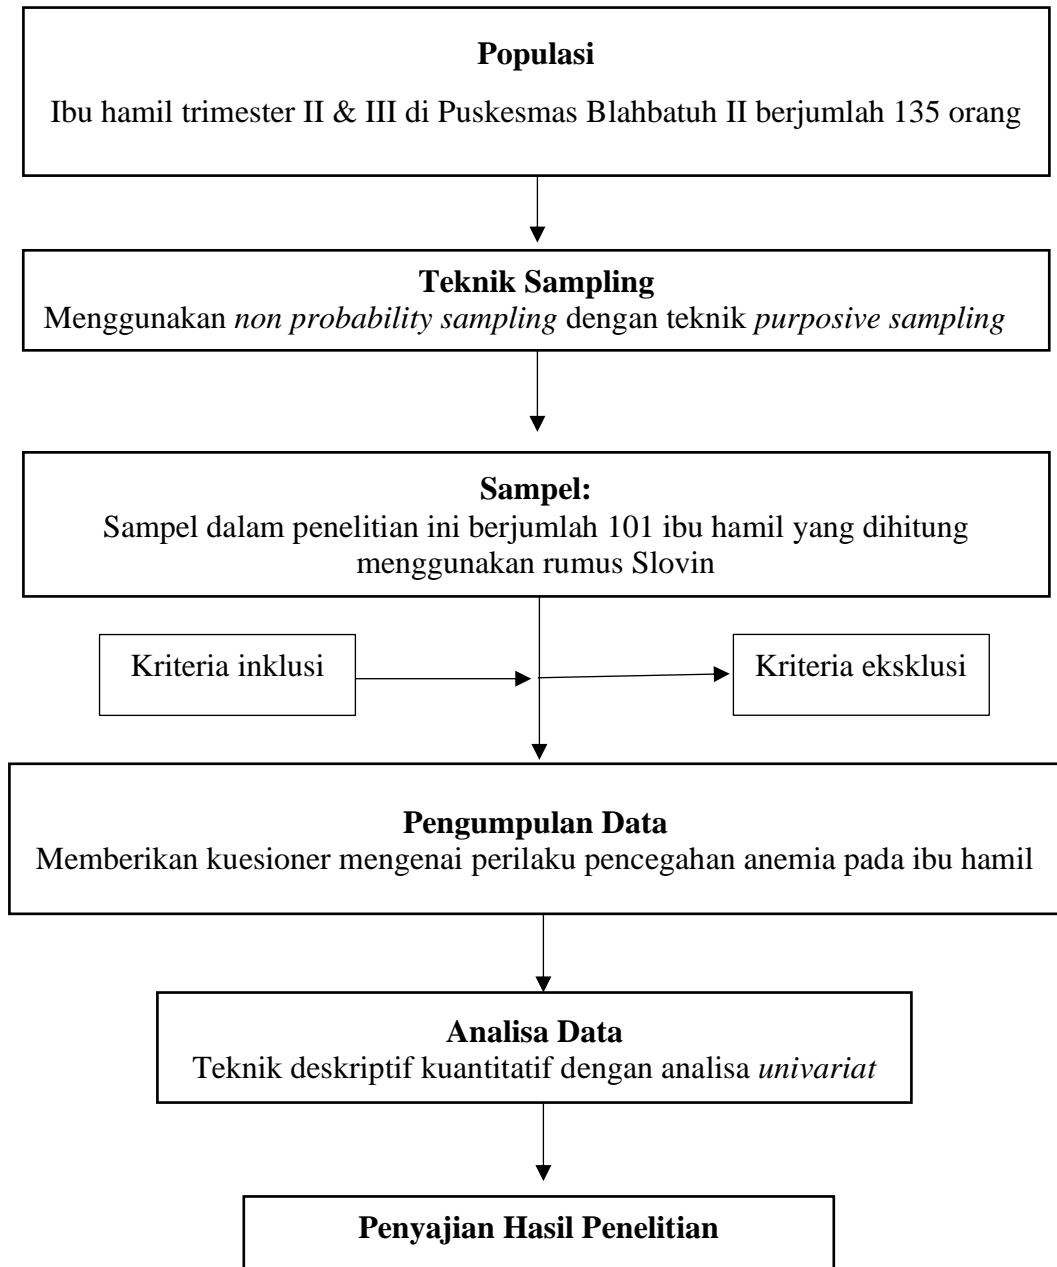 Populasi
Ibu hamil trimester II & III di Puskesmas Blahbatuh II berjumlah 135 orang
Teknik Sampling
Menggunakan non probability sampling dengan teknik purposive sampling
Sampel:
Sampel dalam penelitian ini berjumlah 101 ibu hamil yang dihitung
menggunakan rumus Slovin
Kriteria inklusi
Kriteria eksklusi
Pengumpulan Data
Memberikan kuesioner mengenai perilaku pencegahan anemia pada ibu hamil
Analisa Data
Teknik deskriptif kuantitatif dengan analisa univariat
Penyajian Hasil Penelitian